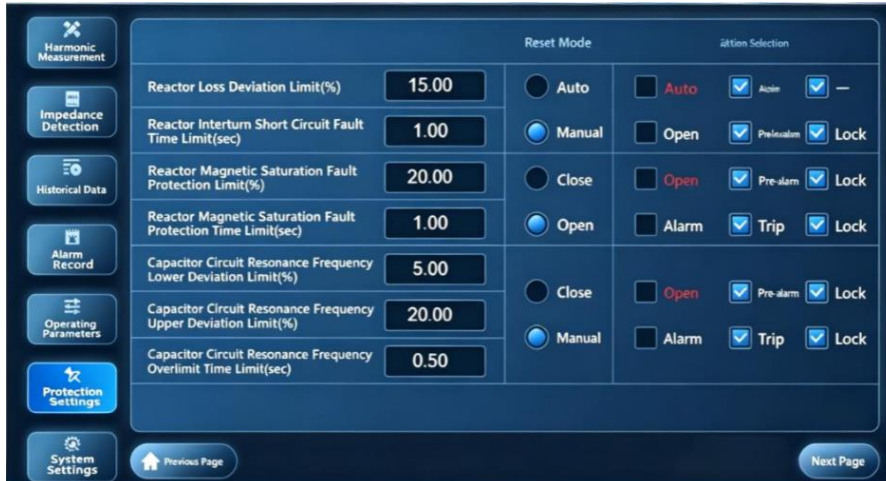 Harmonic
Measurement
Impedance
Detection
Historical Data
Alarm
Record
Operating
Parameters
Protection
Settings
System
Settings
Reset Mode
Selection
Reactor Loss Deviation Limit(%)
15.00
Auto
Auto
—
Reactor Interturn Short Circuit Fault
Time Limit(sec)
1.00
Manual
Open
Lock
Reactor Magnetic Saturation Fault
Protection Limit(%)
20.00
Close
Open
Pre-alarm
Lock
Reactor Magnetic Saturation Fault
Protection Time Limit(sec)
1.00
Open
Alarm
Trip
Lock
Capacitor Circuit Resonance Frequency
Lower Deviation Limit(%)
5.00
Capacitor Circuit Resonance Frequency
Upper Deviation Limit(%)
20.00
Capacitor Circuit Resonance Frequency
Overlimit Time Limit(sec)
0.50
Close
Open
Pre-alarm
Lock
Manual
Alarm
Trip
Lock
Previous Page
Next Page